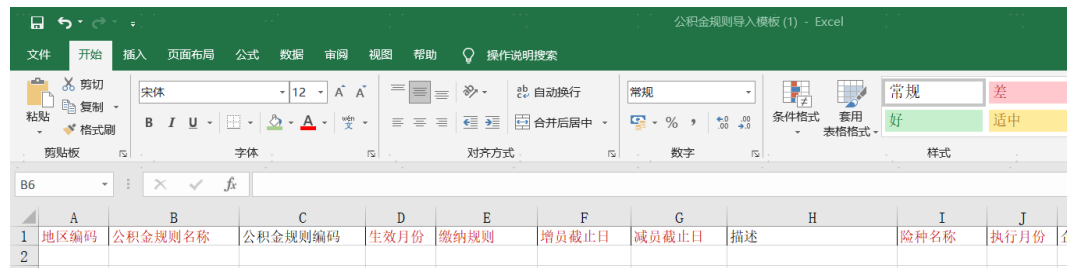 公积金规则导入模板 (1) - Excel
文件 开始 插入 页面布局 公式 数据 审阅 视图 帮助 操作说明搜索
粘贴 剪切 复制 格式刷 剪贴板
宋体 12 A A
B I U A wén 文
字体
ab c 自动换行
合并后居中
对齐方式
常规
% , .0 .00 .00 .0
数字
条件格式 套用表格格式
常规 差
好 适中
样式
B6 fx
A B C D E F G H I J
1 地区编码 公积金规则名称 公积金规则编码 生效月份 缴纳规则 增员截止日 减员截止日 描述 险种名称 执行月份
2